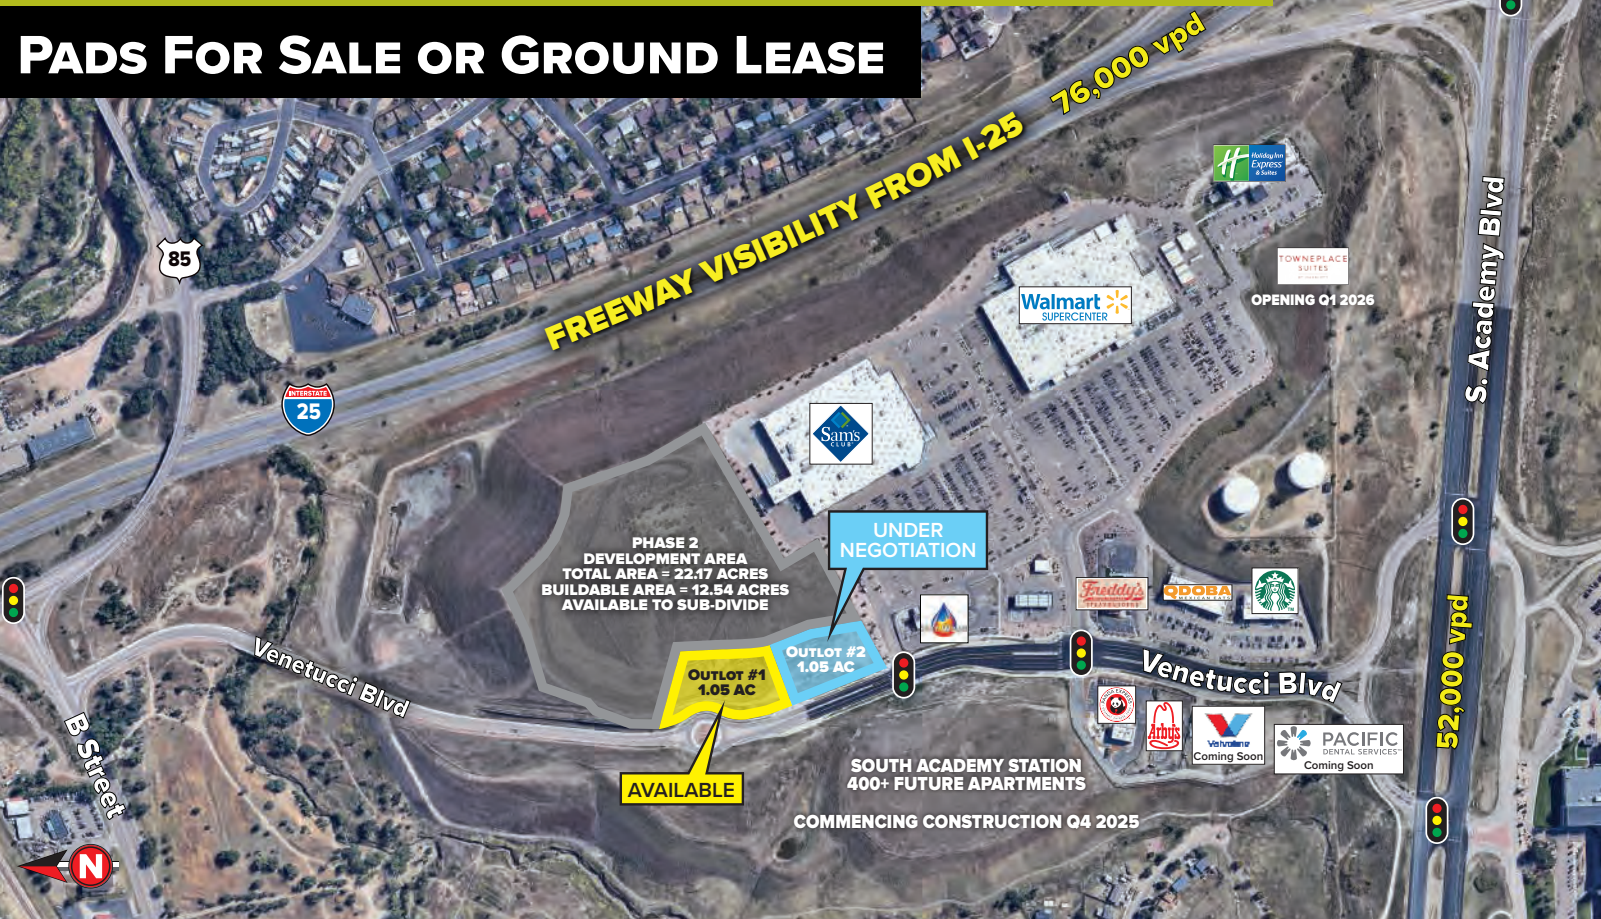 PADS FOR SALE OR GROUND LEASE
76,000 vpd
FREEWAY VISIBILITY FROM I-25
Holiday Inn
Express
& Suites
85
S. Academy Blvd
TOWNEPLACE
SUITES
OPENING Q1 2026
Walmart
SUPERCENTER
INTERSTATE
25
Sam's
CLUB
UNDER
NEGOTIATION
PHASE 2
DEVELOPMENT AREA
TOTAL AREA = 22.17 ACRES
BUILDABLE AREA = 12.54 ACRES
AVAILABLE TO SUB-DIVIDE
Freddy's
QDOBA
MEXICAN EATS
52,000 vpd
OUTLOT #2
1.05 AC
OUTLOT #1
1.05 AC
Venetucci Blvd
Venetucci Blvd
B Street
PANDA EXPRESS
Arby's
Valvoline
Coming Soon
PACIFIC
DENTAL SERVICES
Coming Soon
SOUTH ACADEMY STATION
400+ FUTURE APARTMENTS
AVAILABLE
COMMENCING CONSTRUCTION Q4 2025
N